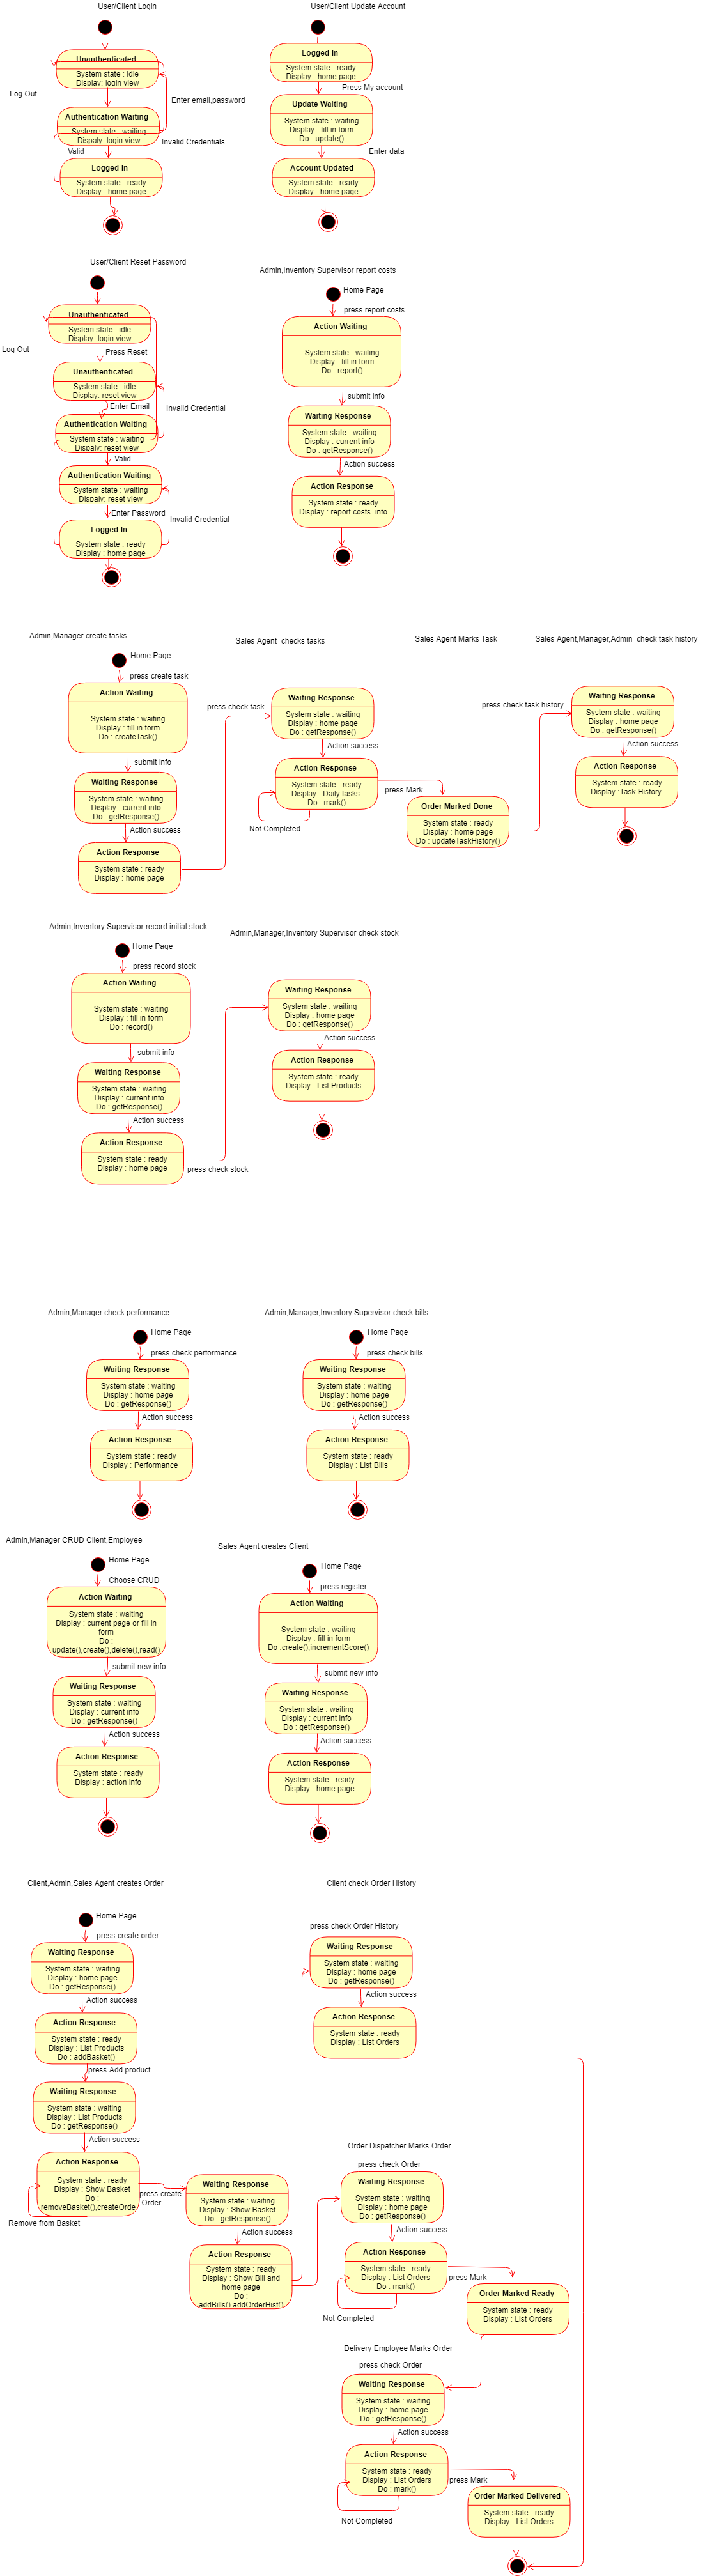 User/Client Login
Unauthenticated
System state : idle
Display: login view
Log Out
Enter email,password
Authentication Waiting
System state : waiting
Dispaly: login view
Invalid Credentials
Valid
Logged In
System state : ready
Display : home page
User/Client Update Account
Logged In
System state : ready
Display : home page
Press My account
Update Waiting
System state : waiting
Display : fill in form
Do : update()
Enter data
Account Updated
System state : ready
Display : home page
User/Client Reset Password
Unauthenticated
System state : idle
Display: login view
Log Out
Press Reset
Unauthenticated
System state : idle
Display: reset view
Enter Email
Invalid Credential
Authentication Waiting
System state : waiting
Dispaly: reset view
Valid
Authentication Waiting
System state : waiting
Dispaly: reset view
Enter Password
Invalid Credential
Logged In
System state : ready
Display : home page
Admin,Inventory Supervisor report costs
Home Page
press report costs
Action Waiting
System state : waiting
Display : fill in form
Do : report()
submit info
Waiting Response
System state : waiting
Display : current info
Do : getResponse()
Action success
Action Response
System state : ready
Display : report costs  info
Admin,Manager create tasks
Home Page
press create task
Action Waiting
System state : waiting
Display : fill in form
Do : createTask()
submit info
Waiting Response
System state : waiting
Display : current info
Do : getResponse()
Action success
Action Response
System state : ready
Display : home page
Sales Agent  checks tasks
press check task
Waiting Response
System state : waiting
Display : home page
Do : getResponse()
Action success
Action Response
System state : ready
Display : Daily tasks
Do : mark()
Not Completed
Sales Agent Marks Task
press Mark
Order Marked Done
System state : ready
Display : home page
Do : updateTaskHistory()
Sales Agent,Manager,Admin  check task history
press check task history
Waiting Response
System state : waiting
Display : home page
Do : getResponse()
Action success
Action Response
System state : ready
Display :Task History
Admin,Inventory Supervisor record initial stock
Home Page
press record stock
Action Waiting
System state : waiting
Display : fill in form
Do : record()
submit info
Waiting Response
System state : waiting
Display : current info
Do : getResponse()
Action success
Action Response
System state : ready
Display : home page
press check stock
Admin,Manager,Inventory Supervisor check stock
Waiting Response
System state : waiting
Display : home page
Do : getResponse()
Action success
Action Response
System state : ready
Display : List Products
Admin,Manager check performance
Home Page
press check performance
Waiting Response
System state : waiting
Display : home page
Do : getResponse()
Action success
Action Response
System state : ready
Display : Performance
Admin,Manager,Inventory Supervisor check bills
Home Page
press check bills
Waiting Response
System state : waiting
Display : home page
Do : getResponse()
Action success
Action Response
System state : ready
Display : List Bills
Admin,Manager CRUD Client,Employee
Home Page
Choose CRUD
Action Waiting
System state : waiting
Display : current page or fill in
form
Do :
update(),create(),delete(),read()
submit new info
Waiting Response
System state : waiting
Display : current info
Do : getResponse()
Action success
Action Response
System state : ready
Display : action info
Sales Agent creates Client
Home Page
press register
Action Waiting
System state : waiting
Display : fill in form
Do :create(),incrementScore()
submit new info
Waiting Response
System state : waiting
Display : current info
Do : getResponse()
Action success
Action Response
System state : ready
Display : home page
Client,Admin,Sales Agent creates Order
Home Page
press create order
Waiting Response
System state : waiting
Display : home page
Do : getResponse()
Action success
Action Response
System state : ready
Display : List Products
Do : addBasket()
press Add product
Waiting Response
System state : waiting
Display : List Products
Do : getResponse()
Action success
Action Response
System state : ready
Display : Show Basket
Do :
removeBasket(),createOrde
Remove from Basket
press create
Order
Waiting Response
System state : waiting
Display : Show Basket
Do : getResponse()
Action success
Action Response
System state : ready
Display : Show Bill and
home page
Do :
addBills(),addOrderHist()
Client check Order History
press check Order History
Waiting Response
System state : waiting
Display : home page
Do : getResponse()
Action success
Action Response
System state : ready
Display : List Orders
Order Dispatcher Marks Order
press check Order
Waiting Response
System state : waiting
Display : home page
Do : getResponse()
Action success
Action Response
System state : ready
Display : List Orders
Do : mark()
press Mark
Not Completed
Order Marked Ready
System state : ready
Display : List Orders
Delivery Employee Marks Order
press check Order
Waiting Response
System state : waiting
Display : home page
Do : getResponse()
Action success
Action Response
System state : ready
Display : List Orders
Do : mark()
press Mark
Not Completed
Order Marked Delivered
System state : ready
Display : List Orders